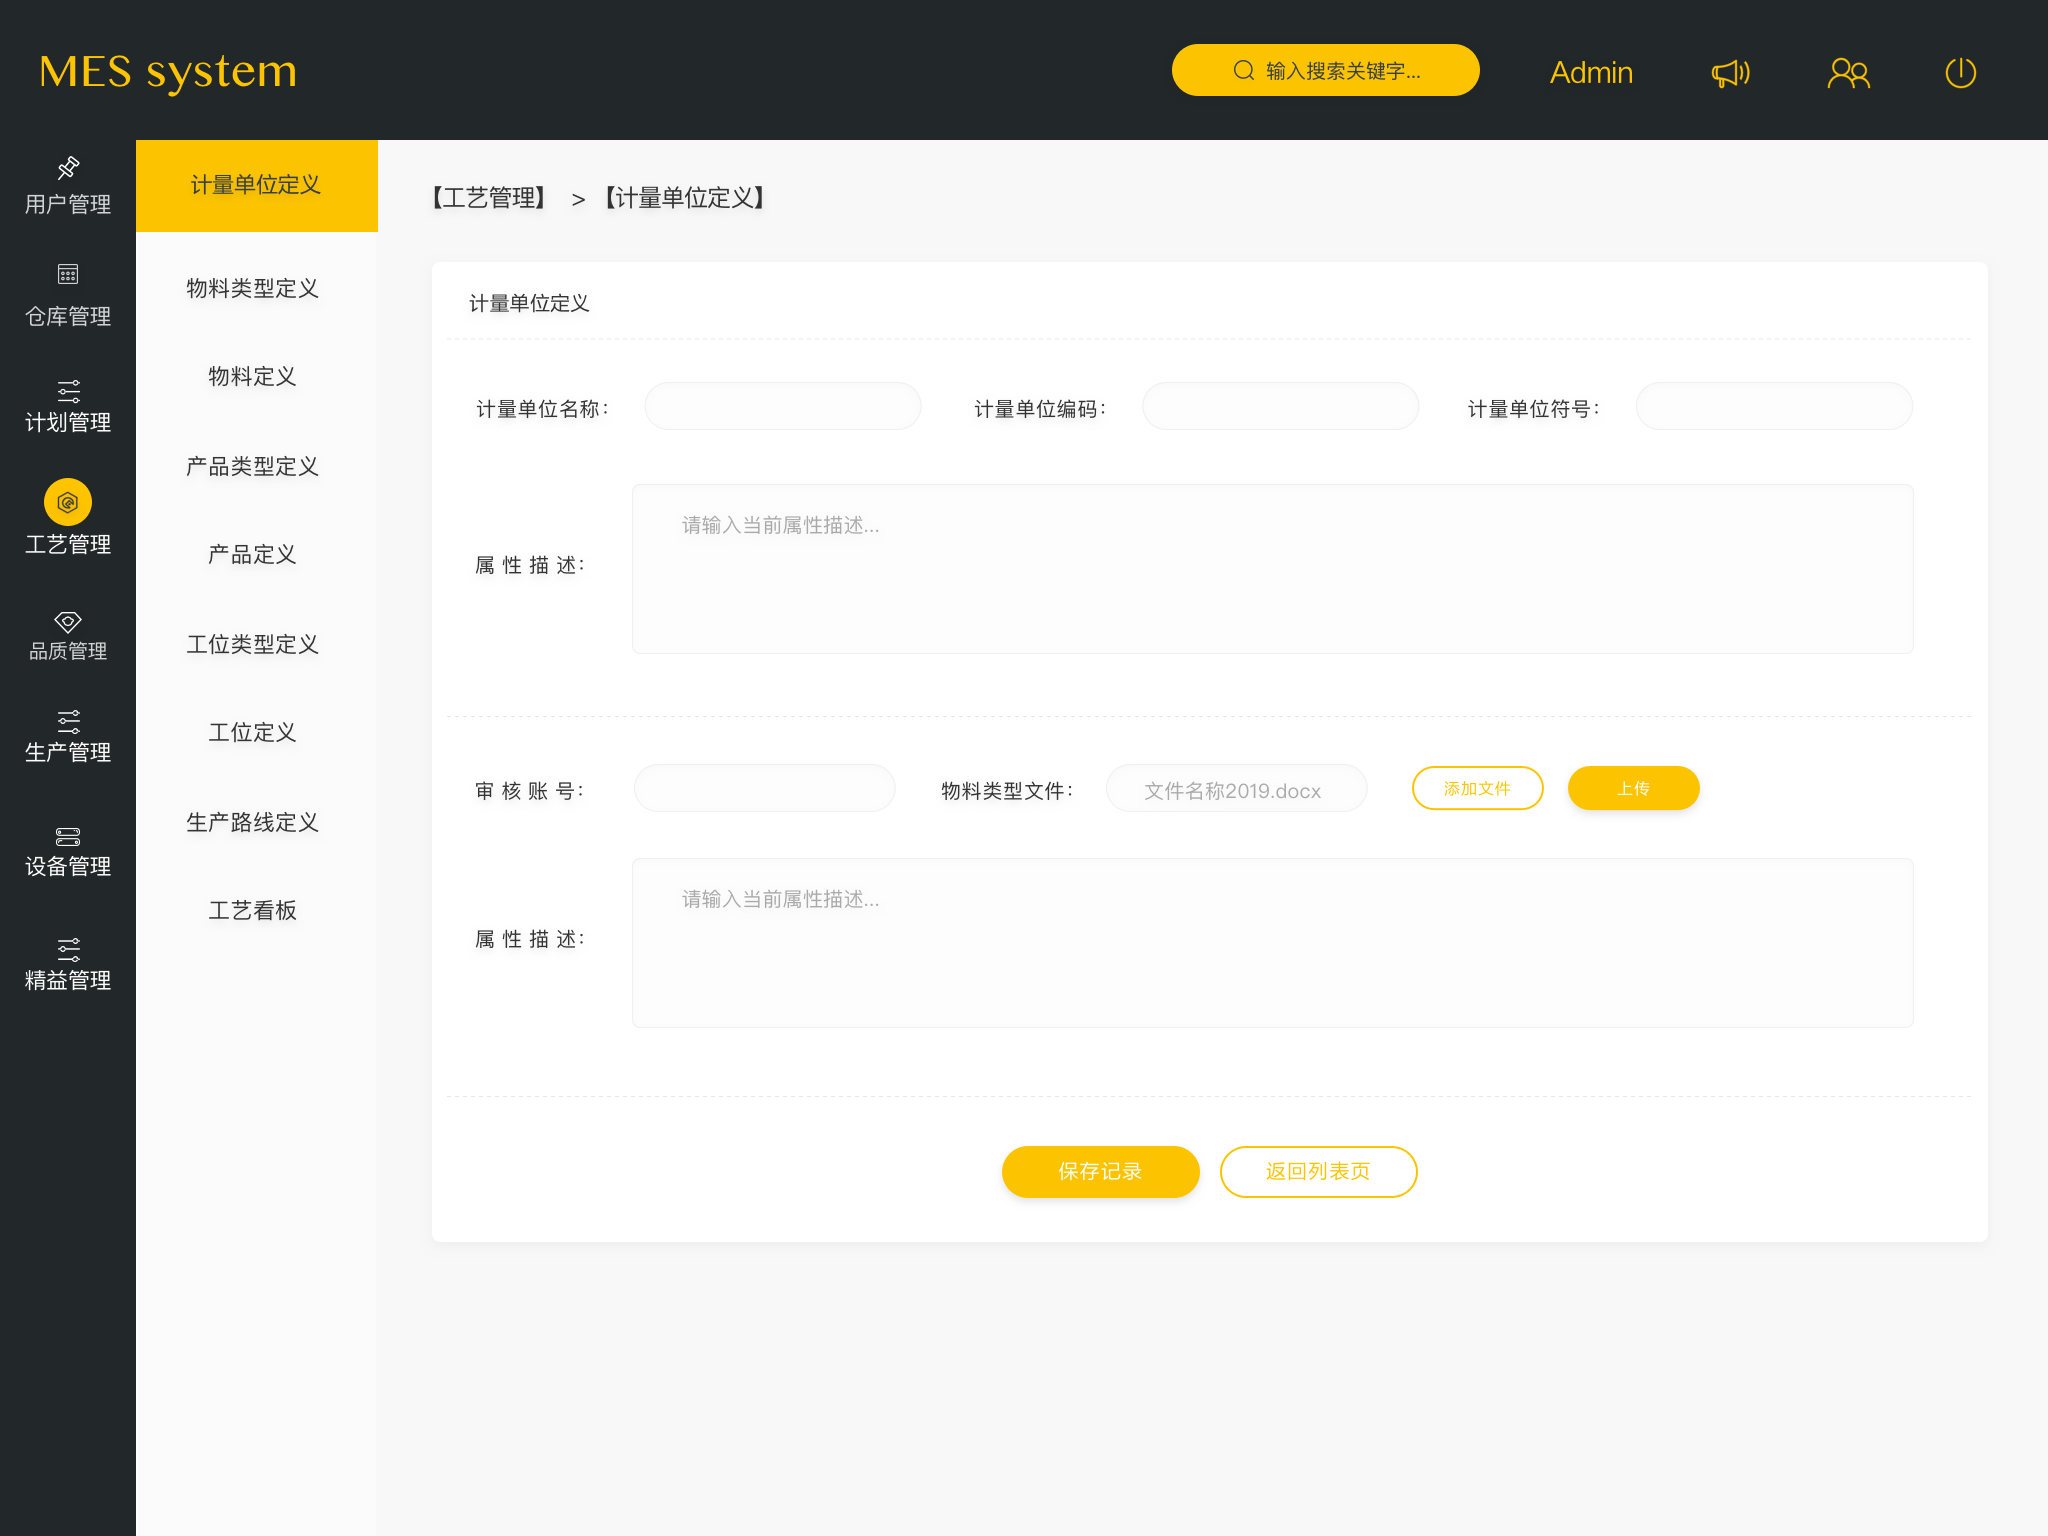 MES system
输入搜索关键字...
Admin
用户管理
仓库管理
计划管理
工艺管理
品质管理
生产管理
设备管理
精益管理
计量单位定义
物料类型定义
物料定义
产品类型定义
产品定义
工位类型定义
工位定义
生产路线定义
工艺看板
【工艺管理】 > 【计量单位定义】
计量单位定义
计量单位名称：
计量单位编码：
计量单位符号：
属 性 描 述：
请输入当前属性描述...
审 核 账 号：
物料类型文件：
文件名称2019.docx
添加文件
上传
属 性 描 述：
请输入当前属性描述...
保存记录
返回列表页